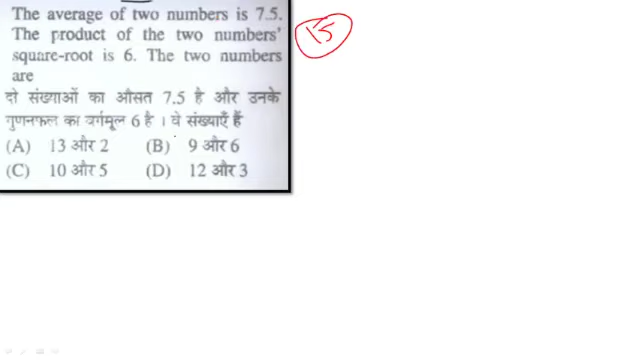 The average of two numbers is 7.5.
The product of the two numbers'
square-root is 6. The two numbers
are
दो संख्याओं का औसत 7.5 है और उनके
गुणनफल का वर्गमूल 6 है । वे संख्याएँ हैं
(A) 13 और 2 (B) 9 और 6
(C) 10 और 5 (D) 12 और 3
15